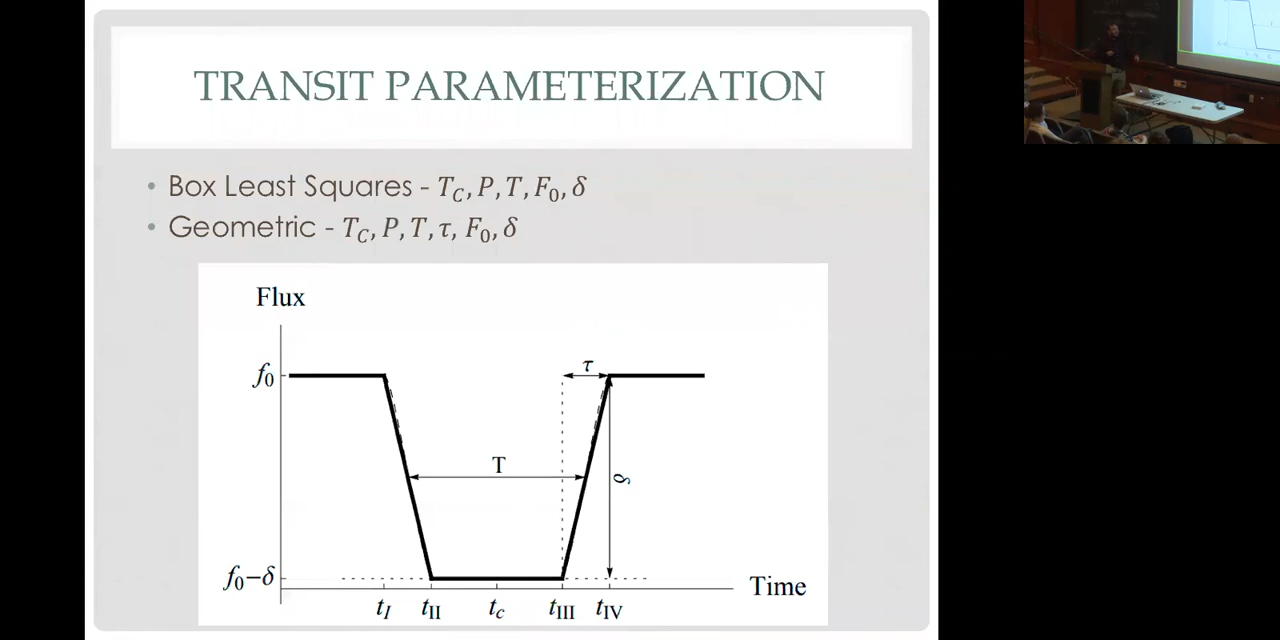 TRANSIT PARAMETERIZATION
• Box Least Squares - T_C, P, T, F_0, δ
• Geometric - T_C, P, T, τ, F_0, δ
Flux
f_0
τ
T
δ
f_0−δ
Time
t_I t_II t_c t_III t_IV